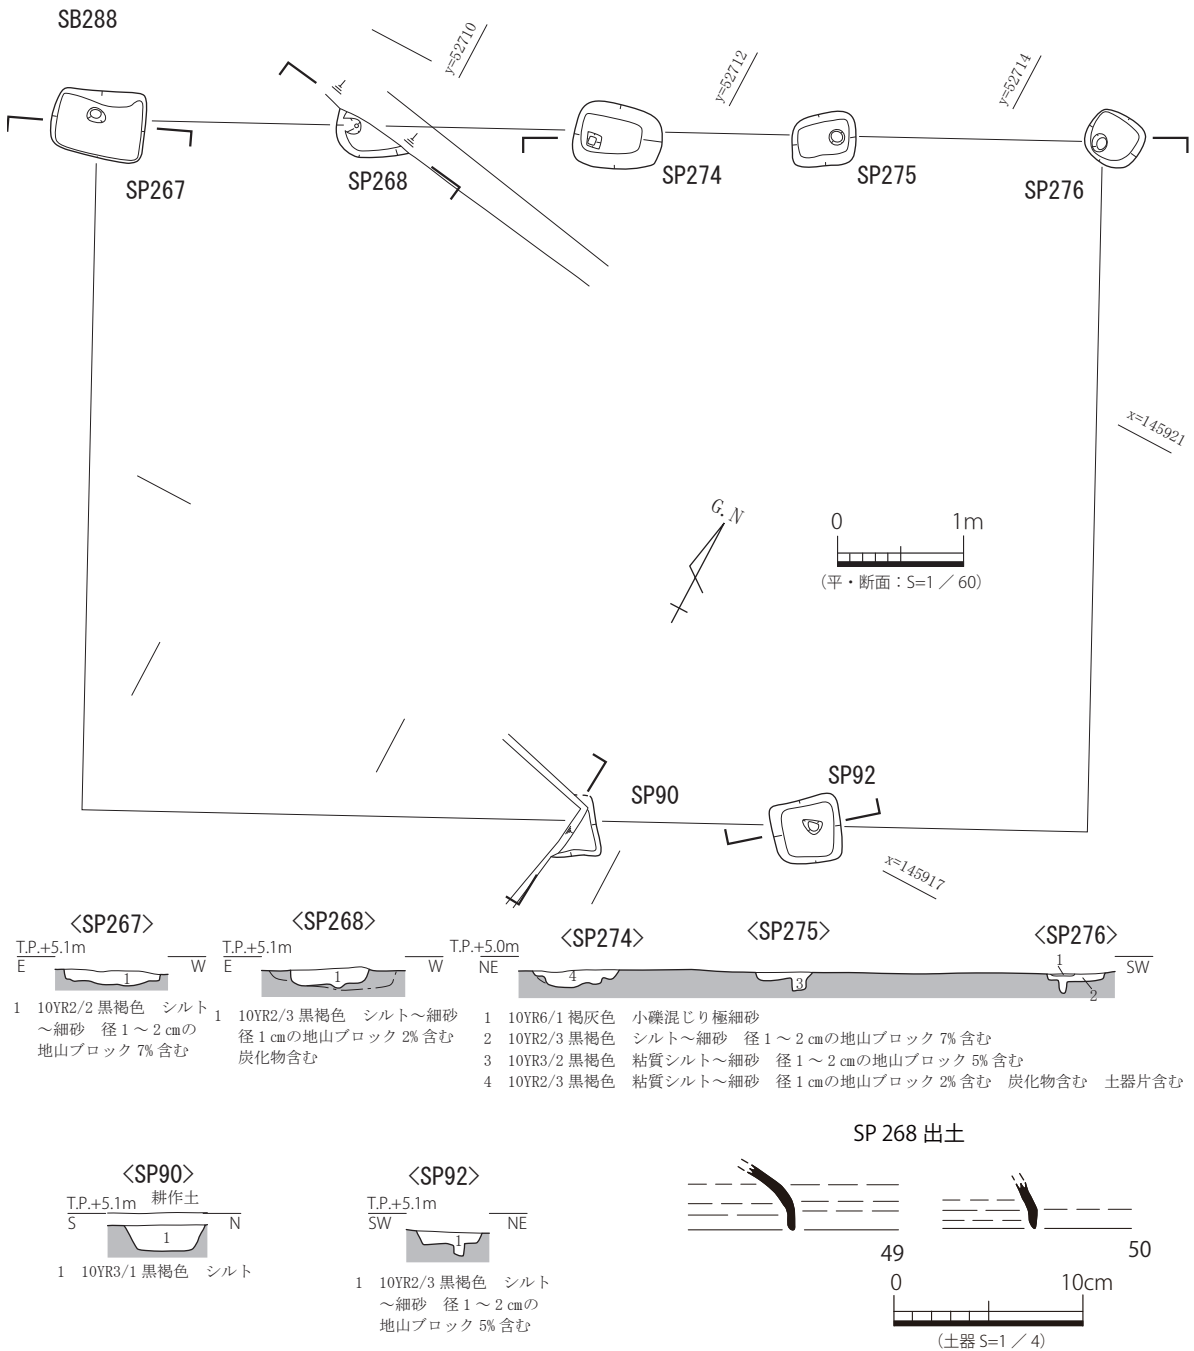 SB288
y=52710
y=52712
y=52714
SP267
SP268
SP274
SP275
SP276
x=145921
G.N
0 1m
（平・断面：S=1 ／ 60）
SP90
SP92
x=145917
<SP267>
T.P.+5.1m
E W
1
1 10YR2/2 黒褐色 シルト
～細砂 径 1 ～ 2 ㎝の
地山ブロック 7% 含む
<SP268>
T.P.+5.1m
E W
1
1 10YR2/3 黒褐色 シルト～細砂
径 1 ㎝の地山ブロック 2% 含む
炭化物含む
<SP274>
<SP275>
<SP276>
T.P.+5.0m
NE SW
4
3
1
2
1 10YR6/1 褐灰色 小礫混じり極細砂
2 10YR2/3 黒褐色 シルト～細砂 径 1 ～ 2 ㎝の地山ブロック 7% 含む
3 10YR3/2 黒褐色 粘質シルト～細砂 径 1 ～ 2 ㎝の地山ブロック 5% 含む
4 10YR2/3 黒褐色 粘質シルト～細砂 径 1 ㎝の地山ブロック 2% 含む 炭化物含む 土器片含む
<SP90>
T.P.+5.1m 耕作土
S N
1
1 10YR3/1 黒褐色 シルト
<SP92>
T.P.+5.1m
SW NE
1
1 10YR2/3 黒褐色 シルト
～細砂 径 1 ～ 2 ㎝の
地山ブロック 5% 含む
SP 268 出土
49
50
0 10cm
（土器 S=1 ／ 4）